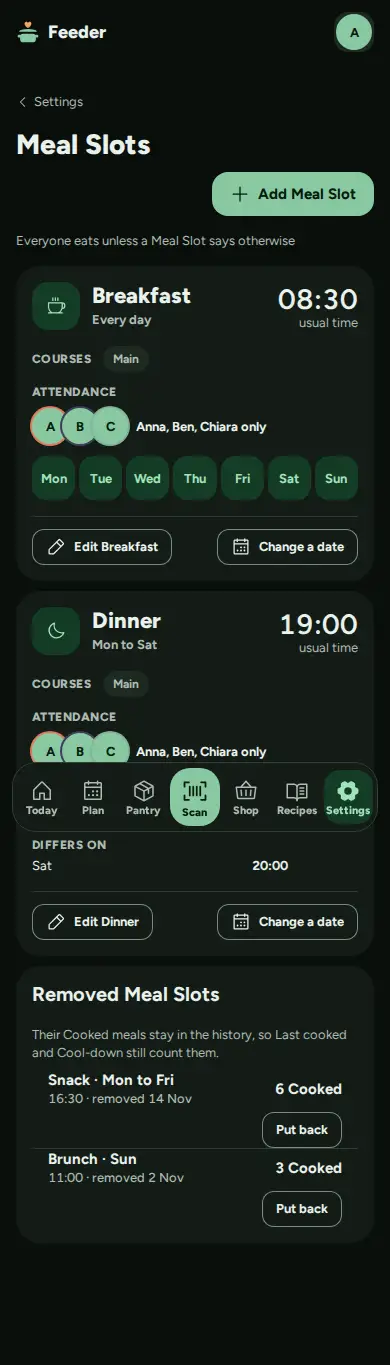 Feeder
A
Settings
Meal Slots
Add Meal Slot
Everyone eats unless a Meal Slot says otherwise
Breakfast
Every day
08:30
usual time
COURSES Main
ATTENDANCE
A B C Anna, Ben, Chiara only
Mon Tue Wed Thu Fri Sat Sun
Edit Breakfast Change a date
Dinner
Mon to Sat
19:00
usual time
COURSES Main
ATTENDANCE
A B C Anna, Ben, Chiara only
Today Plan Pantry Scan Shop Recipes Settings
DIFFERS ON
Sat 20:00
Edit Dinner Change a date
Removed Meal Slots
Their Cooked meals stay in the history, so Last cooked
and Cool-down still count them.
Snack · Mon to Fri
16:30 · removed 14 Nov
6 Cooked
Put back
Brunch · Sun
11:00 · removed 2 Nov
3 Cooked
Put back